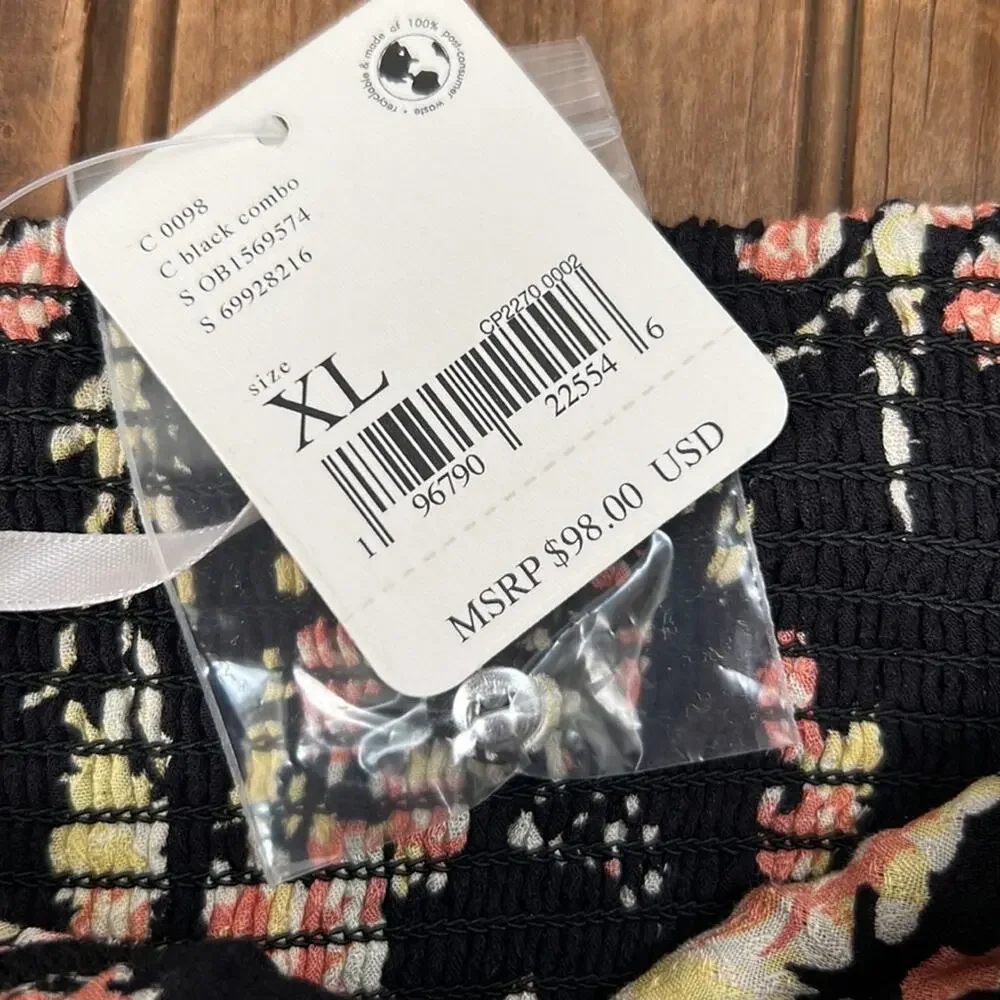 recyclable & made of 100% post-consumer waste •
C 0098
C black combo
S OB1569574
S 69928216
size
XL
CP2270 0002
1 96790 22554 6
MSRP $98.00 USD